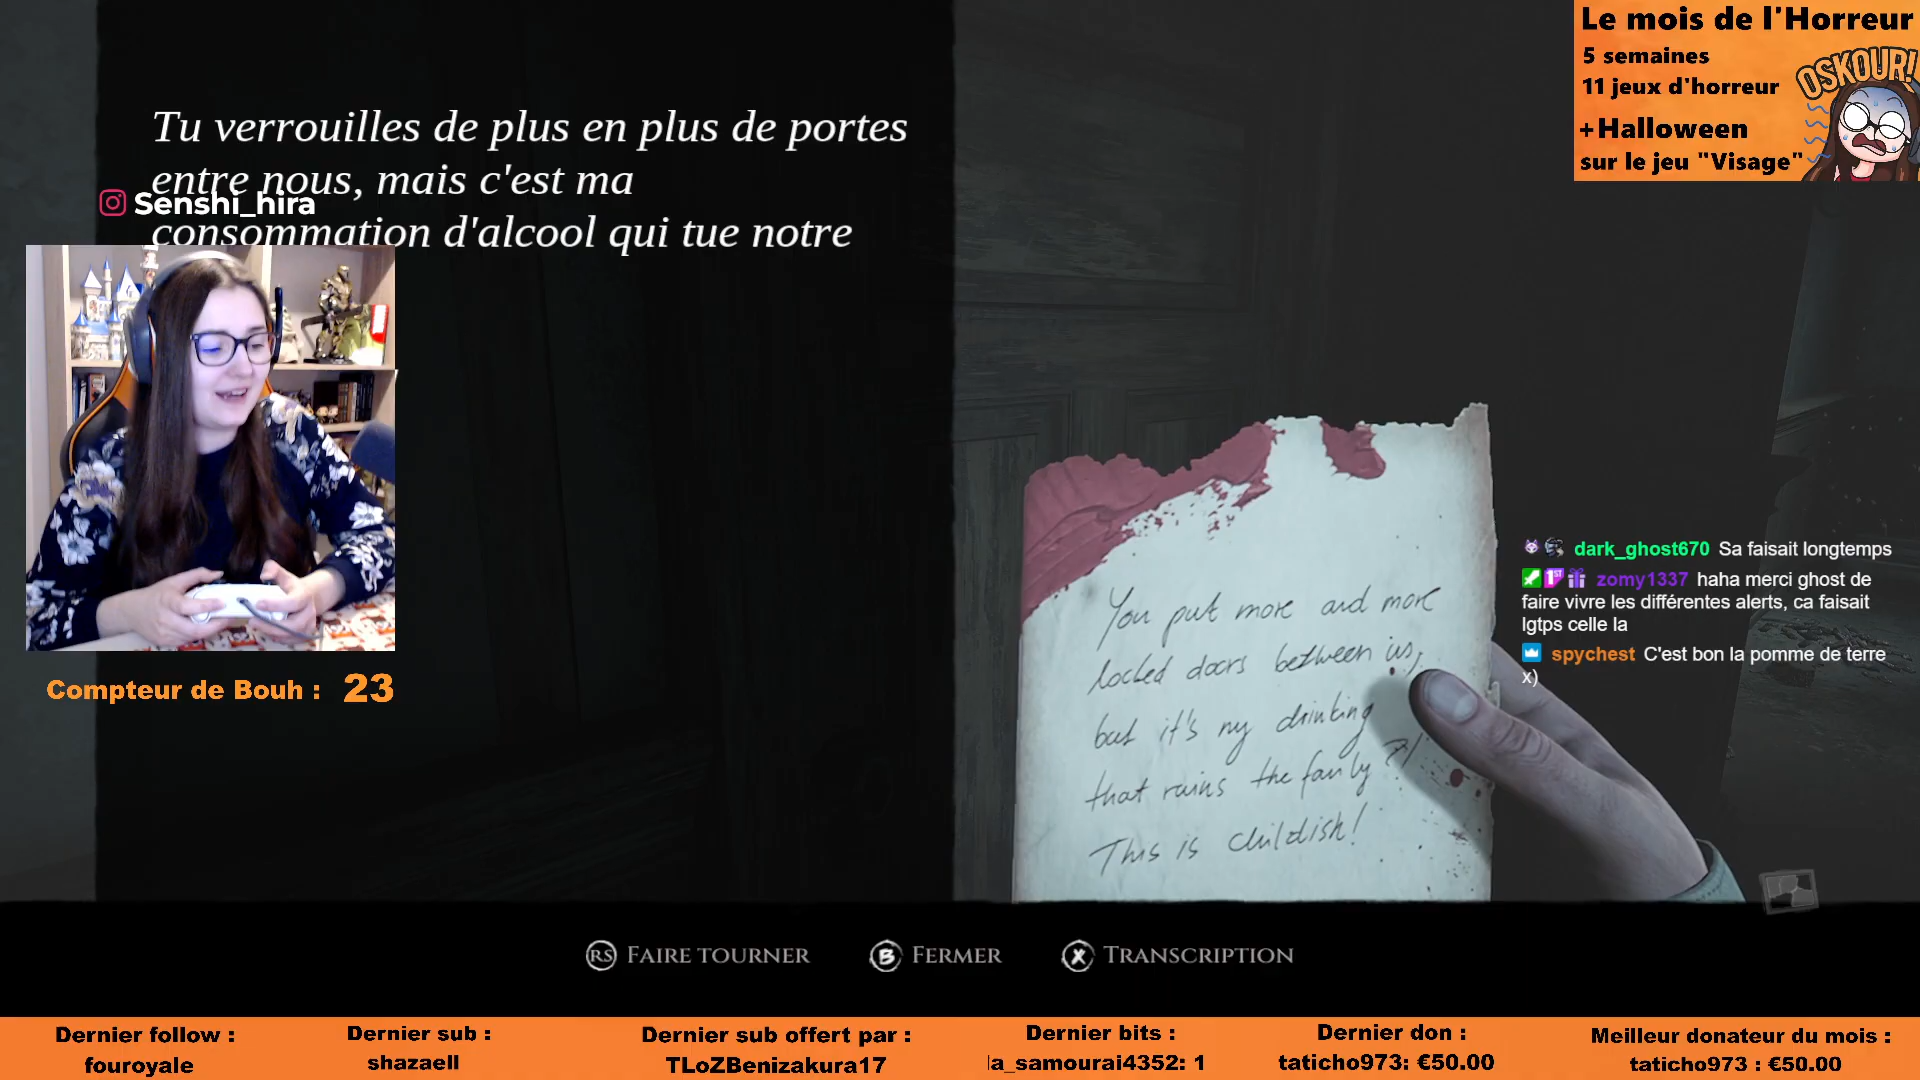 Tu verrouilles de plus en plus de portes
entre nous, mais c'est ma
consommation d'alcool qui tue notre
Senshi_hira
Compteur de Bouh : 23
Le mois de l'Horreur
5 semaines
11 jeux d'horreur
+Halloween
sur le jeu "Visage"
OSKOUR!
You put more and more
locked doors between us,
but it's my drinking
that ruins the family ?!
This is childish!
dark_ghost670 Sa faisait longtemps
1ST zomy1337 haha merci ghost de
faire vivre les différentes alerts, ca faisait
lgtps celle la
spychest C'est bon la pomme de terre
x)
RS FAIRE TOURNER
B FERMER
X TRANSCRIPTION
Dernier follow :
fouroyale
Dernier sub :
shazaell
Dernier sub offert par :
TLoZBenizakura17
Dernier bits :
la_samourai4352: 1
Dernier don :
taticho973: €50.00
Meilleur donateur du mois :
taticho973 : €50.00